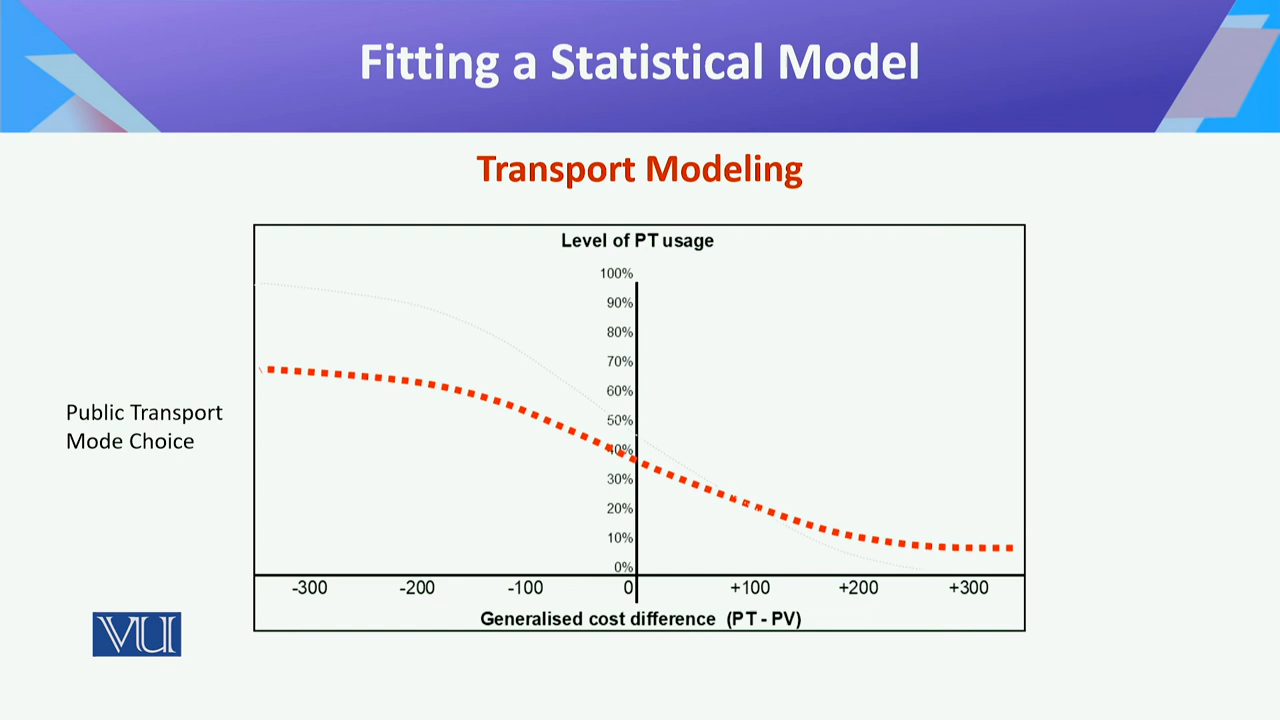 Fitting a Statistical Model
Transport Modeling
Level of PT usage
100%
90%
80%
70%
60%
50%
40%
30%
20%
10%
0%
Public Transport
Mode Choice
-300 -200 -100 0 +100 +200 +300
Generalised cost difference (PT - PV)
VU